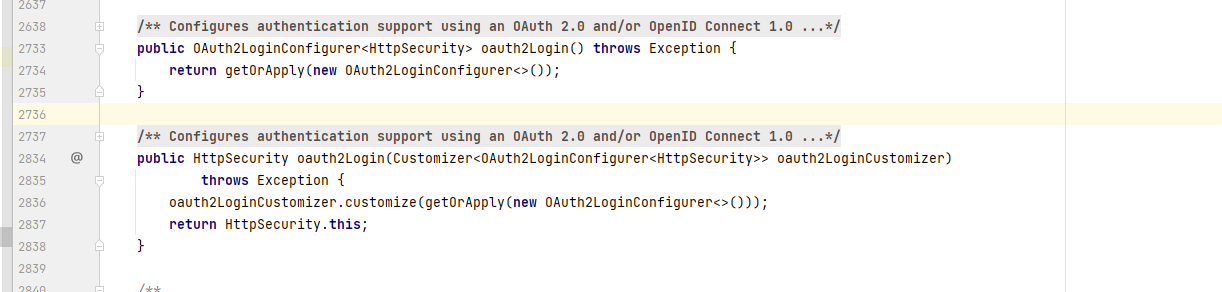 2637
2638 /** Configures authentication support using an OAuth 2.0 and/or OpenID Connect 1.0 ...*/
2733 public OAuth2LoginConfigurer<HttpSecurity> oauth2Login() throws Exception {
2734 return getOrApply(new OAuth2LoginConfigurer<>());
2735 }
2736
2737 /** Configures authentication support using an OAuth 2.0 and/or OpenID Connect 1.0 ...*/
2834 @ public HttpSecurity oauth2Login(Customizer<OAuth2LoginConfigurer<HttpSecurity>> oauth2LoginCustomizer)
2835 throws Exception {
2836 oauth2LoginCustomizer.customize(getOrApply(new OAuth2LoginConfigurer<>()));
2837 return HttpSecurity.this;
2838 }
2839
2840 /**